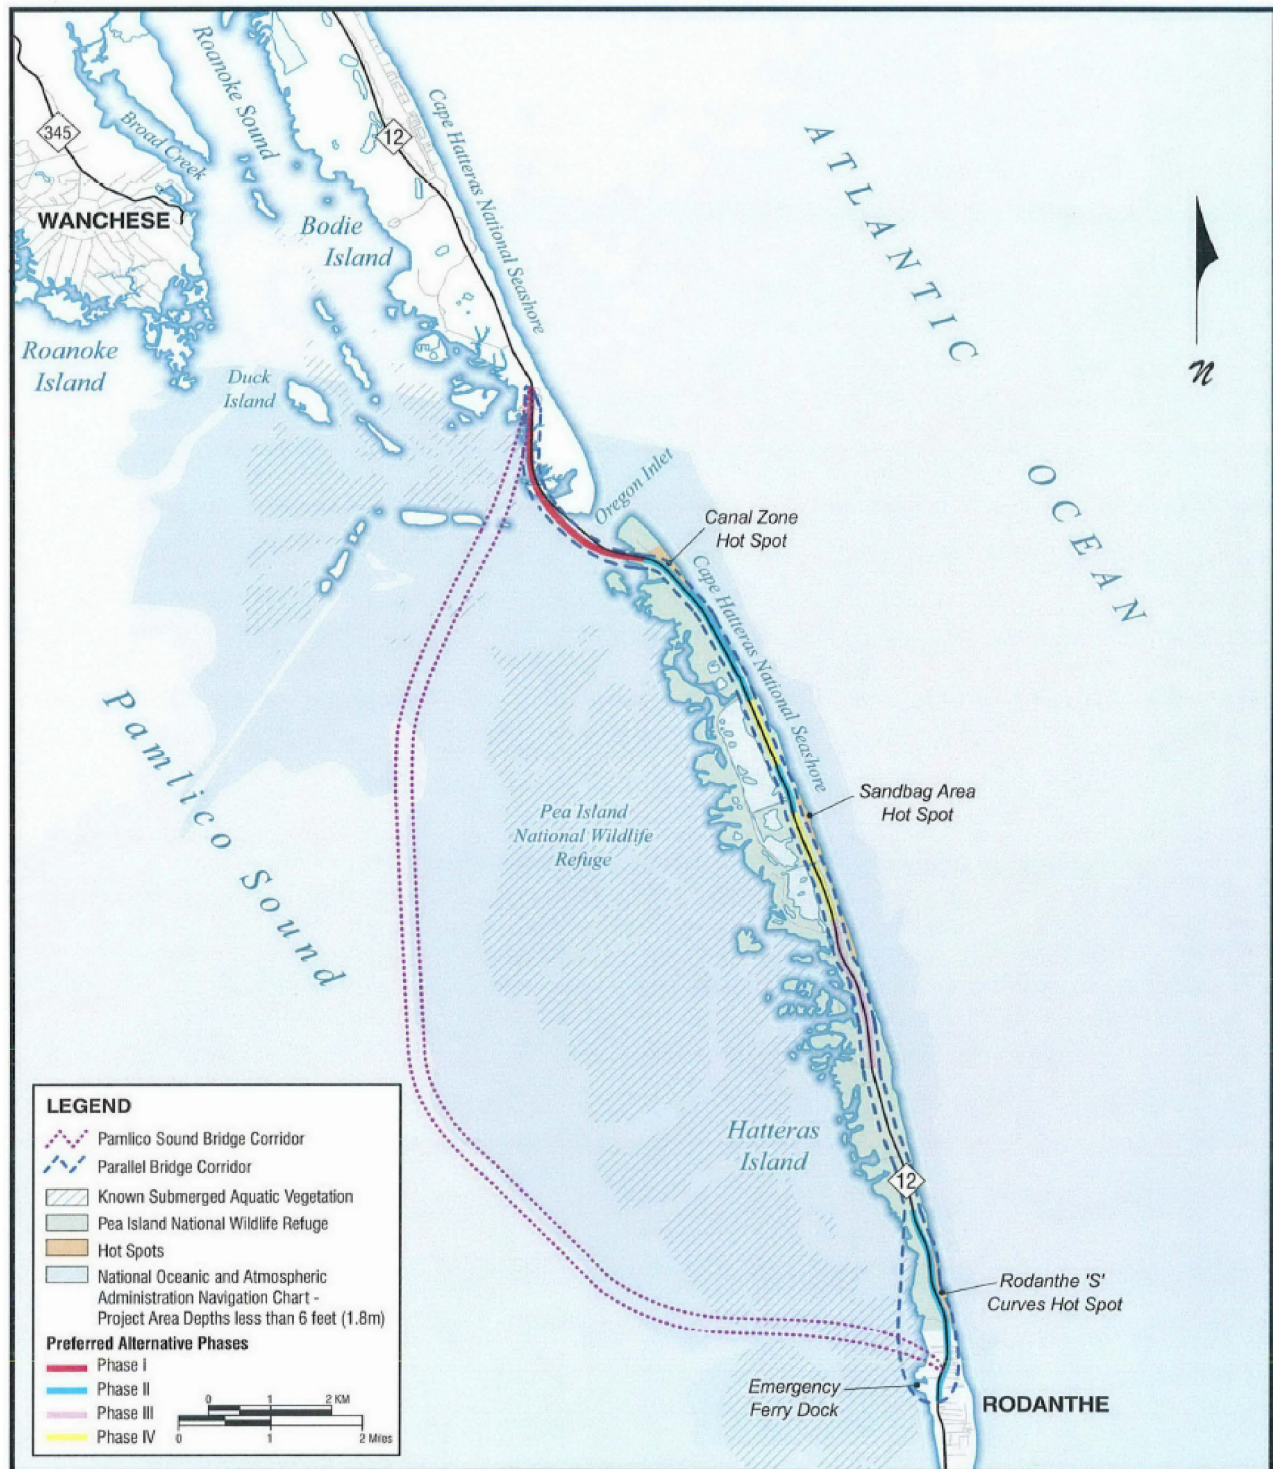 Roanoke Sound
Broad Creek
345
12
Cape Hatteras National Seashore
ATLANTIC
OCEAN
WANCHESE
Bodie
Island
Roanoke
Island
Duck
Island
N
Oregon Inlet
Canal Zone
Hot Spot
Cape Hatteras National Seashore
Pamlico Sound
Sandbag Area
Hot Spot
Pea Island
National Wildlife
Refuge
Hatteras
Island
12
Rodanthe 'S'
Curves Hot Spot
Emergency
Ferry Dock
RODANTHE
LEGEND
Pamlico Sound Bridge Corridor
Parallel Bridge Corridor
Known Submerged Aquatic Vegetation
Pea Island National Wildlife Refuge
Hot Spots
National Oceanic and Atmospheric
Administration Navigation Chart -
Project Area Depths less than 6 feet (1.8m)
Preferred Alternative Phases
Phase I
Phase II
Phase III
Phase IV
0 1 2 KM
0 1 2 Miles